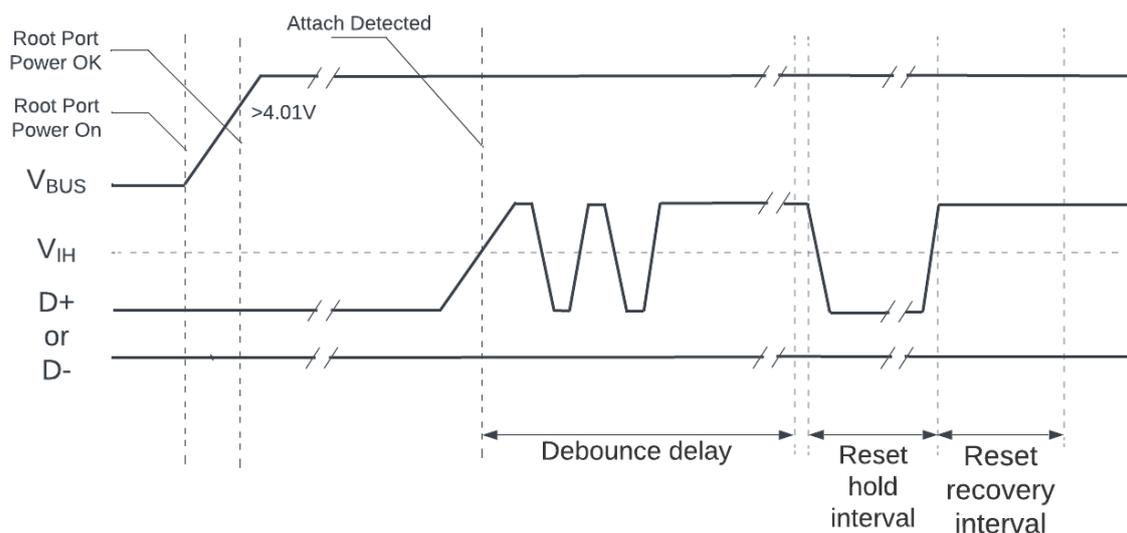 Attach Detected
Root Port
Power OK
Root Port
Power On
>4.01V
VBUS
VIH
D+
or
D-
Debounce delay
Reset
hold
interval
Reset
recovery
interval